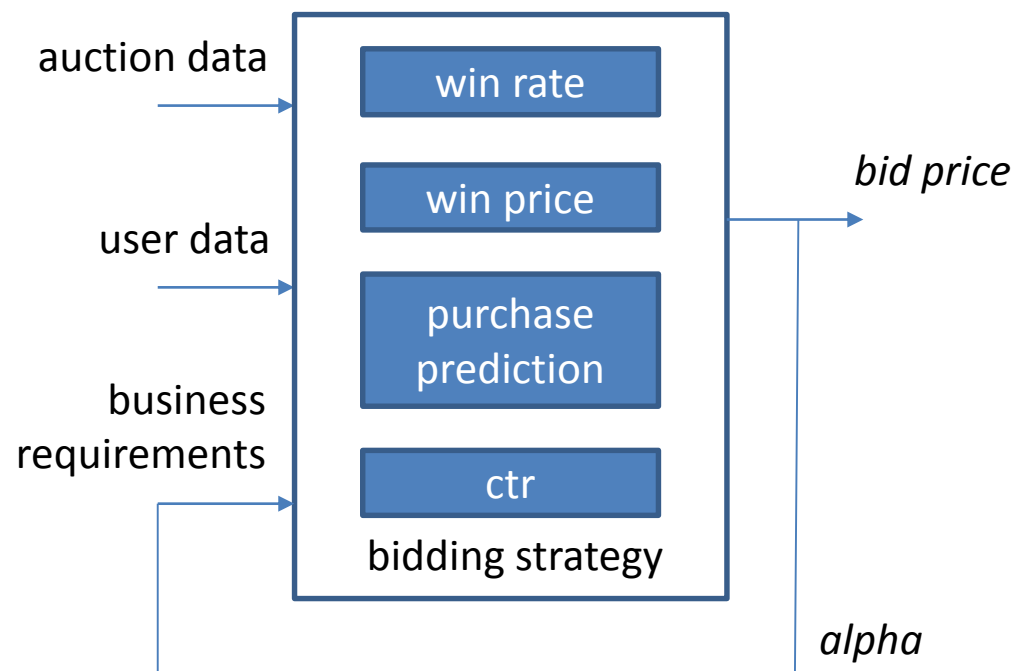 auction data
user data
business
requirements
win rate
win price
purchase
prediction
ctr
bidding strategy
bid price
alpha